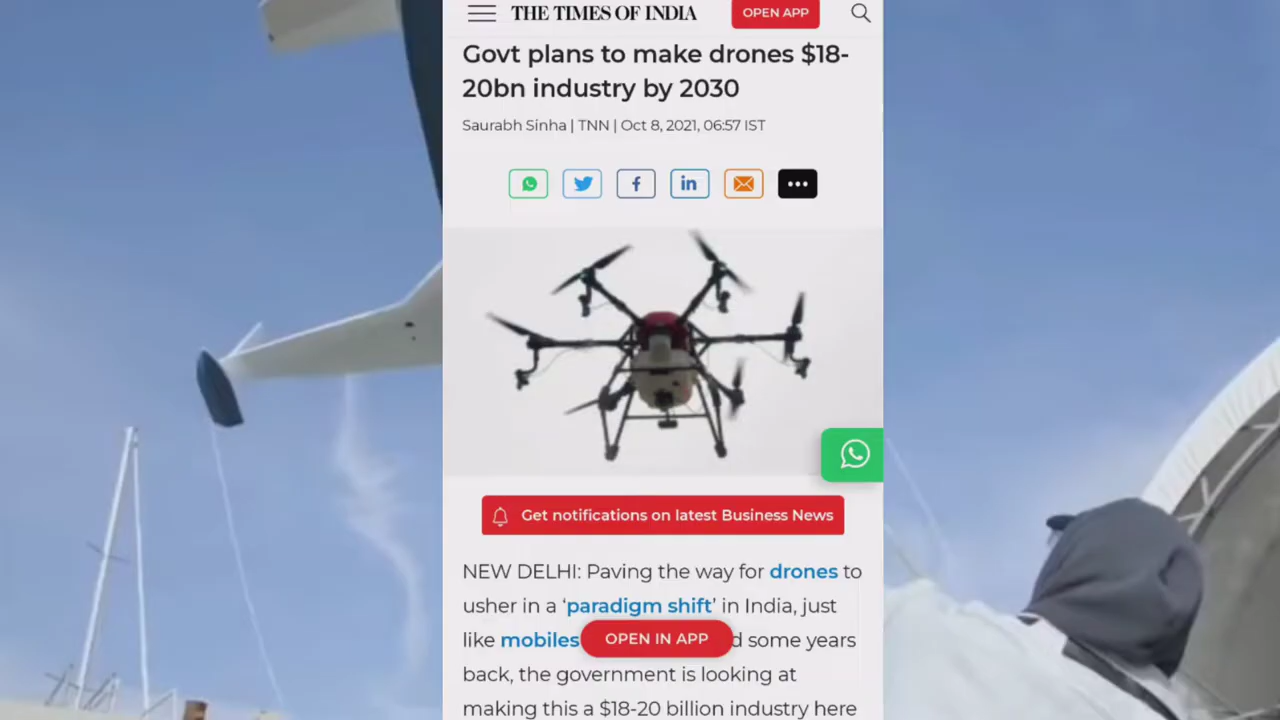 THE TIMES OF INDIA
OPEN APP
Govt plans to make drones $18-
20bn industry by 2030
Saurabh Sinha | TNN | Oct 8, 2021, 06:57 IST
Get notifications on latest Business News
NEW DELHI: Paving the way for drones to
usher in a ‘paradigm shift’ in India, just
like mobiles OPEN IN APP d some years
back, the government is looking at
making this a $18-20 billion industry here